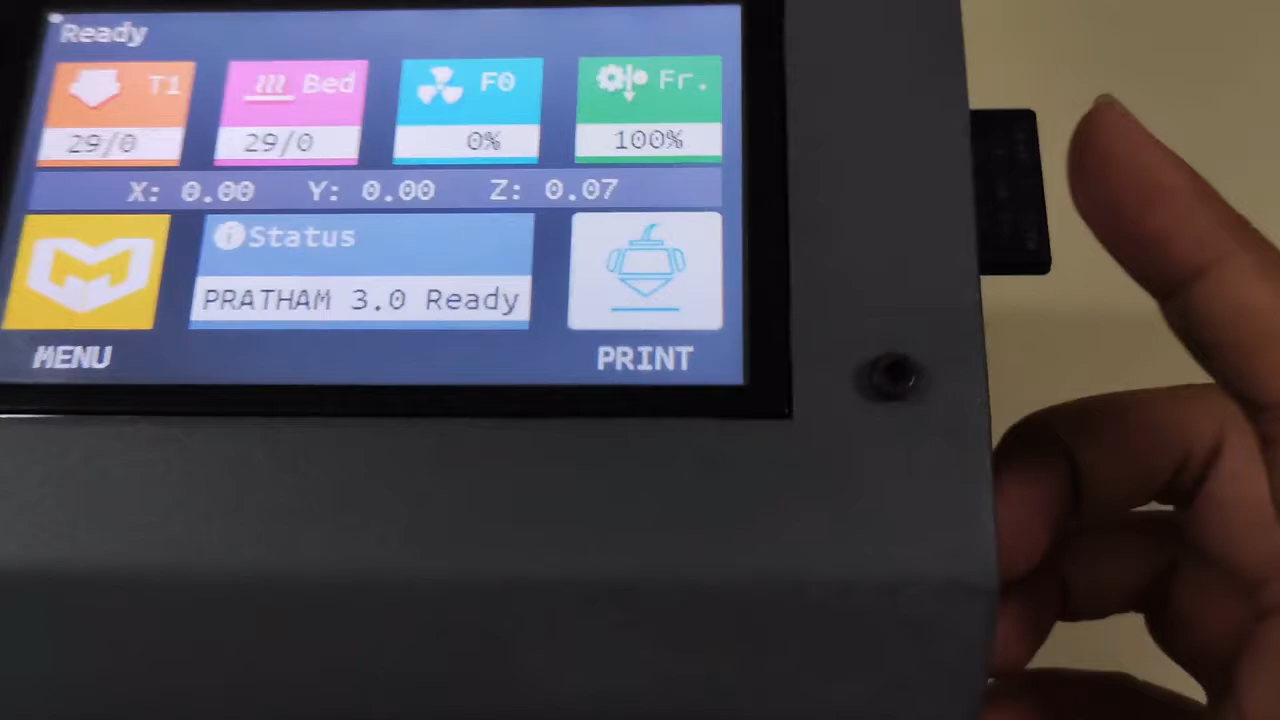 Ready
T1 Bed F0 Fr.
29/0 29/0 0% 100%
X: 0.00 Y: 0.00 Z: 0.07
Status
PRATHAM 3.0 Ready
MENU PRINT